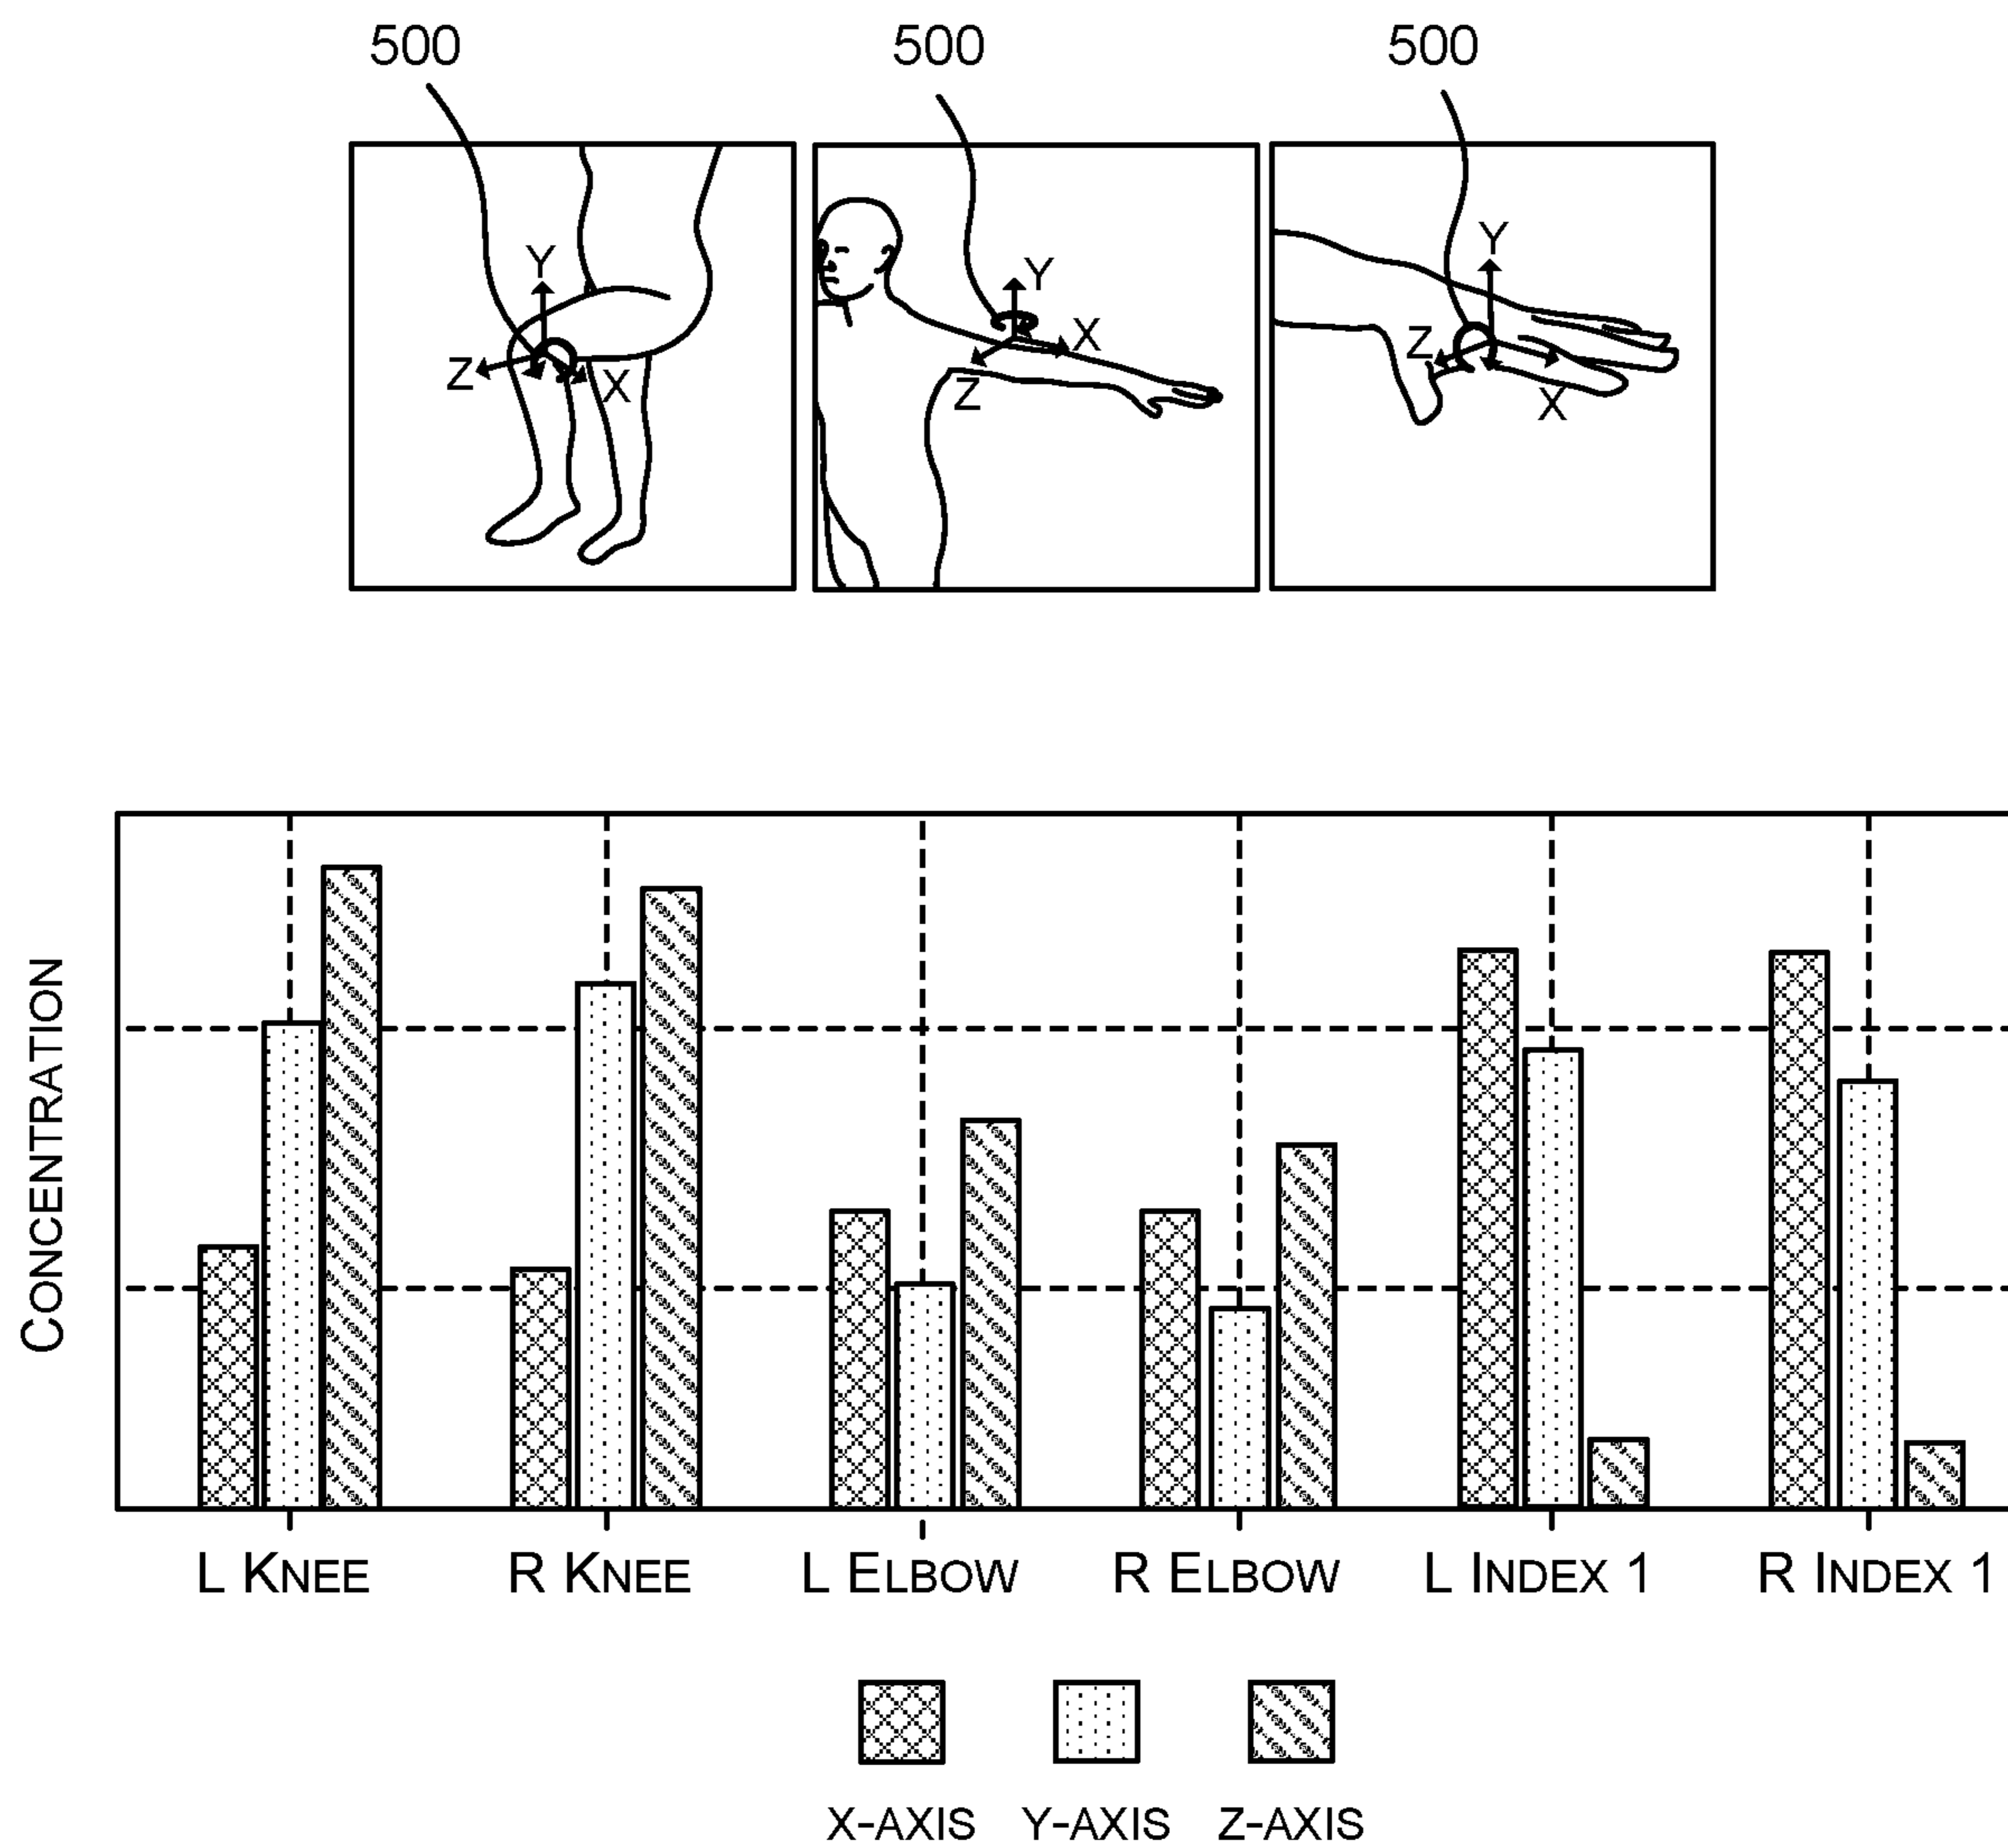 500 500 500
Y
Z
X
Y
X
Z
Y
Z
X
CONCENTRATION
L KNEE R KNEE L ELBOW R ELBOW L INDEX 1 R INDEX 1
X-AXIS Y-AXIS Z-AXIS